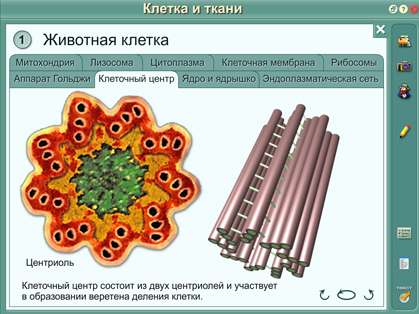 Клетка и ткани
1 Животная клетка
Митохондрия Лизосома Цитоплазма Клеточная мембрана Рибосомы
Аппарат Гольджи Клеточный центр Ядро и ядрышко Эндоплазматическая сеть
Центриоль
Клеточный центр состоит из двух центриолей и участвует
в образовании веретена деления клетки.